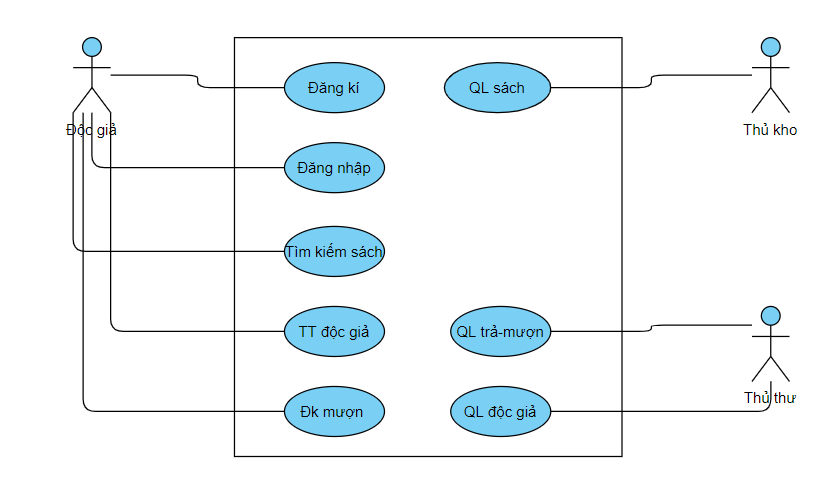 Đăng kí
QL sách
Độc giả
Thủ kho
Đăng nhập
Tìm kiếm sách
TT độc giả
QL trả-mượn
Thủ thư
Đk mượn
QL độc giả